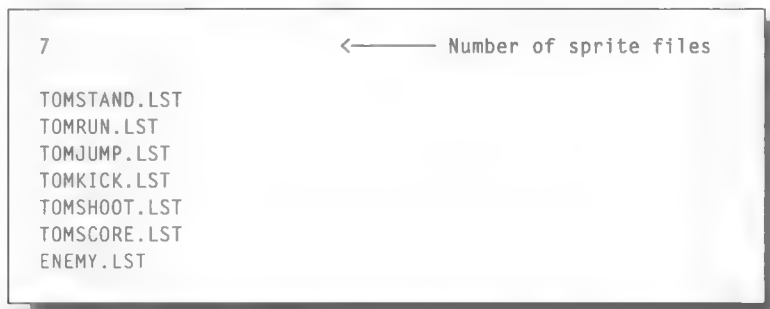 7 <——— Number of sprite files
TOMSTAND.LST
TOMRUN.LST
TOMJUMP.LST
TOMKICK.LST
TOMSHOOT.LST
TOMSCORE.LST
ENEMY.LST